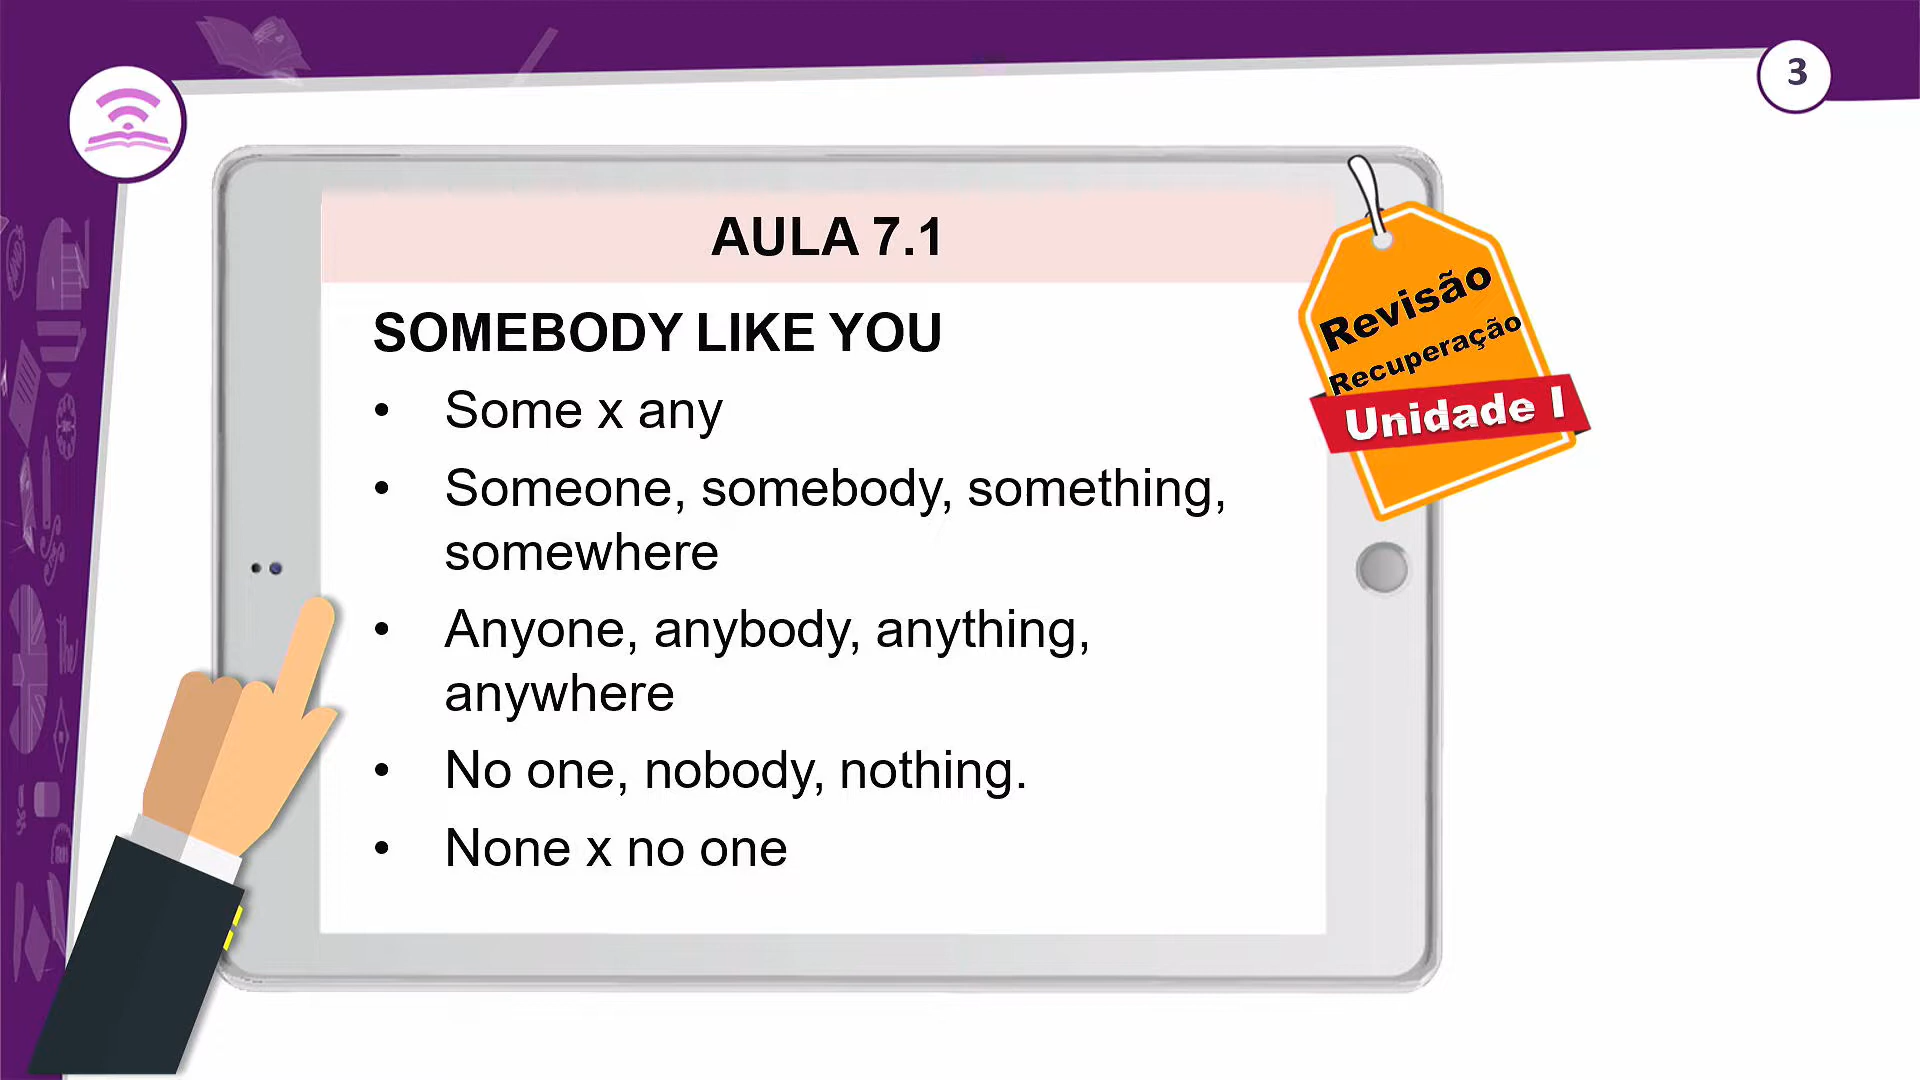 3
AULA 7.1
SOMEBODY LIKE YOU
• Some x any
• Someone, somebody, something,
somewhere
• Anyone, anybody, anything,
anywhere
• No one, nobody, nothing.
• None x no one
Revisão
Recuperação
Unidade I